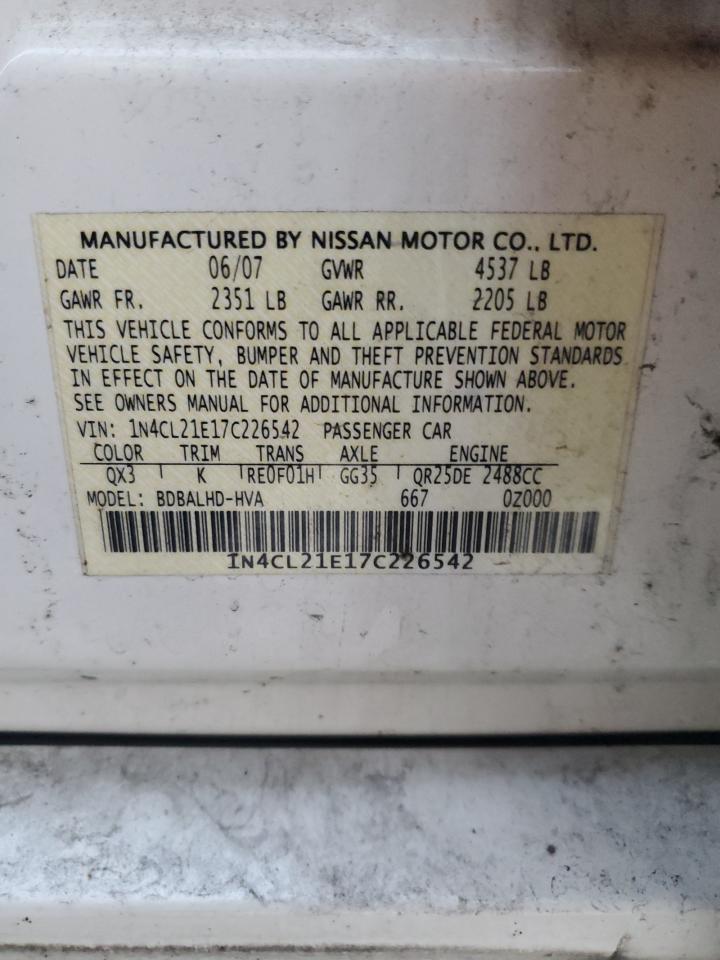 MANUFACTURED BY NISSAN MOTOR CO., LTD.
DATE 06/07 GVWR 4537 LB
GAWR FR. 2351 LB GAWR RR. 2205 LB
THIS VEHICLE CONFORMS TO ALL APPLICABLE FEDERAL MOTOR
VEHICLE SAFETY, BUMPER AND THEFT PREVENTION STANDARDS
IN EFFECT ON THE DATE OF MANUFACTURE SHOWN ABOVE.
SEE OWNERS MANUAL FOR ADDITIONAL INFORMATION.
VIN: 1N4CL21E17C226542 PASSENGER CAR
COLOR TRIM TRANS AXLE ENGINE
QX3 K RE0F01H GG35 QR25DE 2488CC
MODEL: BDBALHD-HVA 667 0Z000
1N4CL21E17C226542